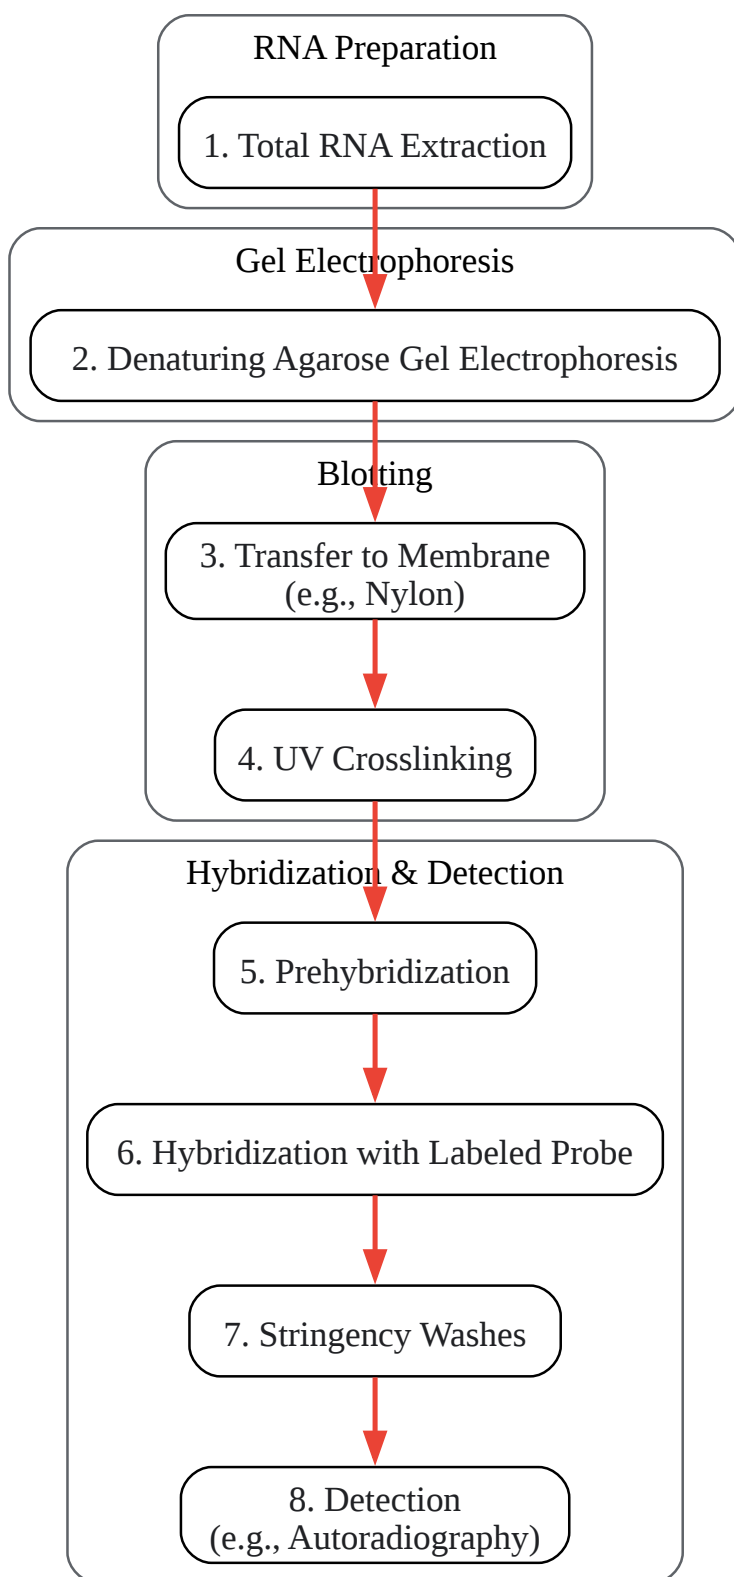 RNA Preparation
1. Total RNA Extraction
Gel Electrophoresis
2. Denaturing Agarose Gel Electrophoresis
Blotting
3. Transfer to Membrane
(e.g., Nylon)
4. UV Crosslinking
Hybridization & Detection
5. Prehybridization
6. Hybridization with Labeled Probe
7. Stringency Washes
8. Detection
(e.g., Autoradiography)